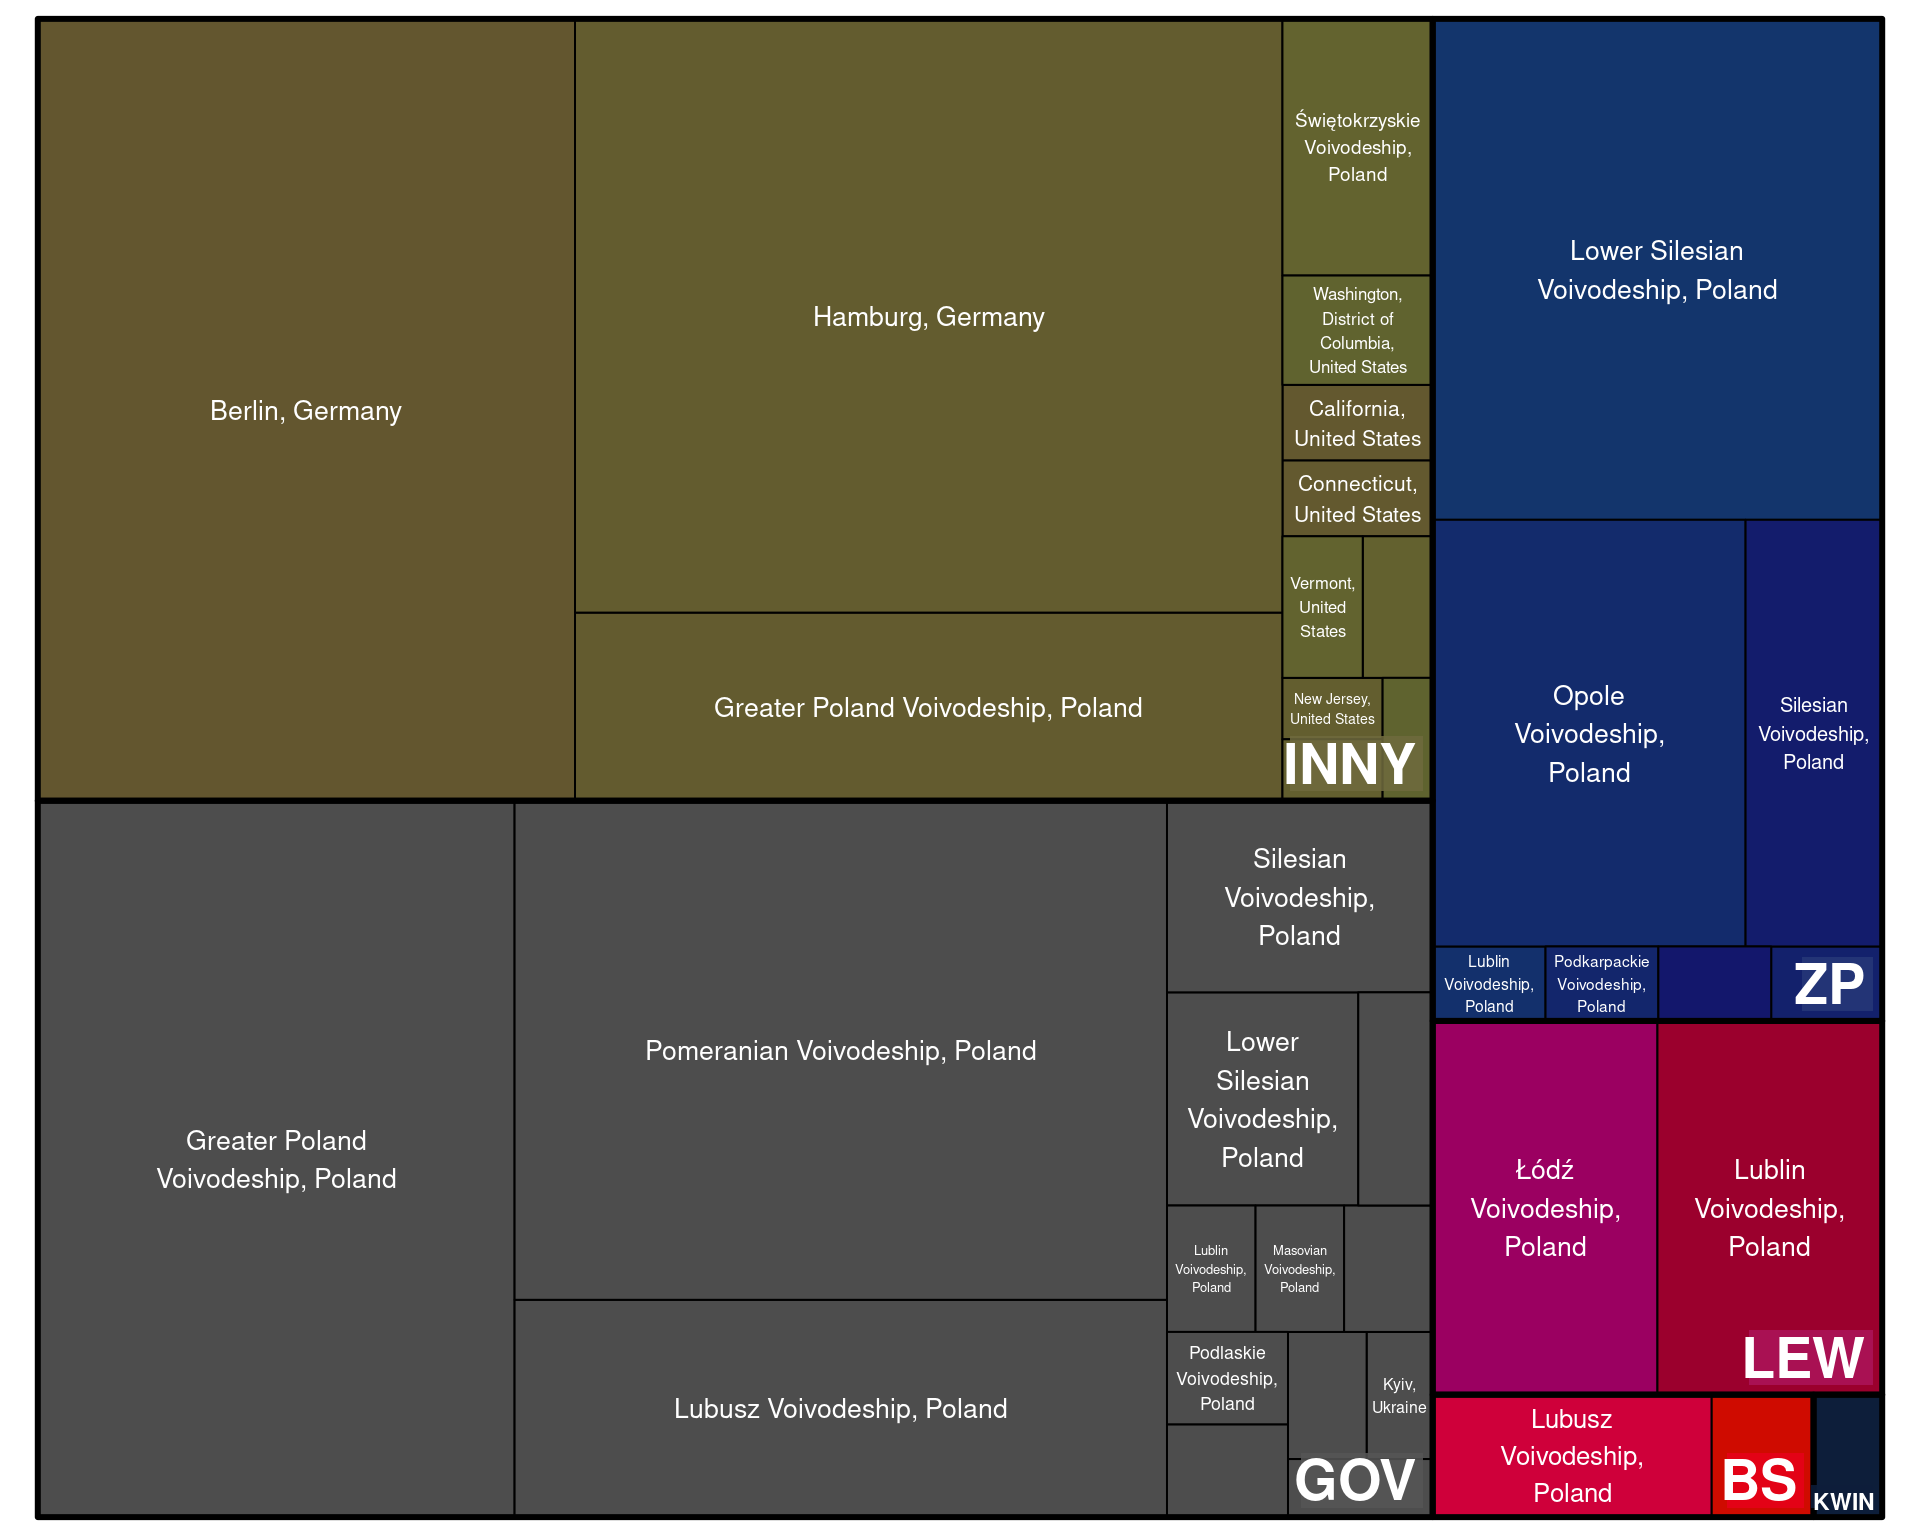 Berlin, Germany
Hamburg, Germany
Greater Poland Voivodeship, Poland
Świętokrzyskie
Voivodeship,
Poland
Washington,
District of
Columbia,
United States
California,
United States
Connecticut,
United States
Vermont,
United
States
New Jersey,
United States
INNY
Greater Poland
Voivodeship, Poland
Pomeranian Voivodeship, Poland
Lubusz Voivodeship, Poland
Silesian
Voivodeship,
Poland
Lower
Silesian
Voivodeship,
Poland
Lublin
Voivodeship,
Poland
Masovian
Voivodeship,
Poland
Podlaskie
Voivodeship,
Poland
Kyiv,
Ukraine
GOV
Lower Silesian
Voivodeship, Poland
Opole
Voivodeship,
Poland
Silesian
Voivodeship,
Poland
Lublin
Voivodeship,
Poland
Podkarpackie
Voivodeship,
Poland
ZP
Łódź
Voivodeship,
Poland
Lublin
Voivodeship,
Poland
LEW
Lubusz
Voivodeship,
Poland
BS
KWIN